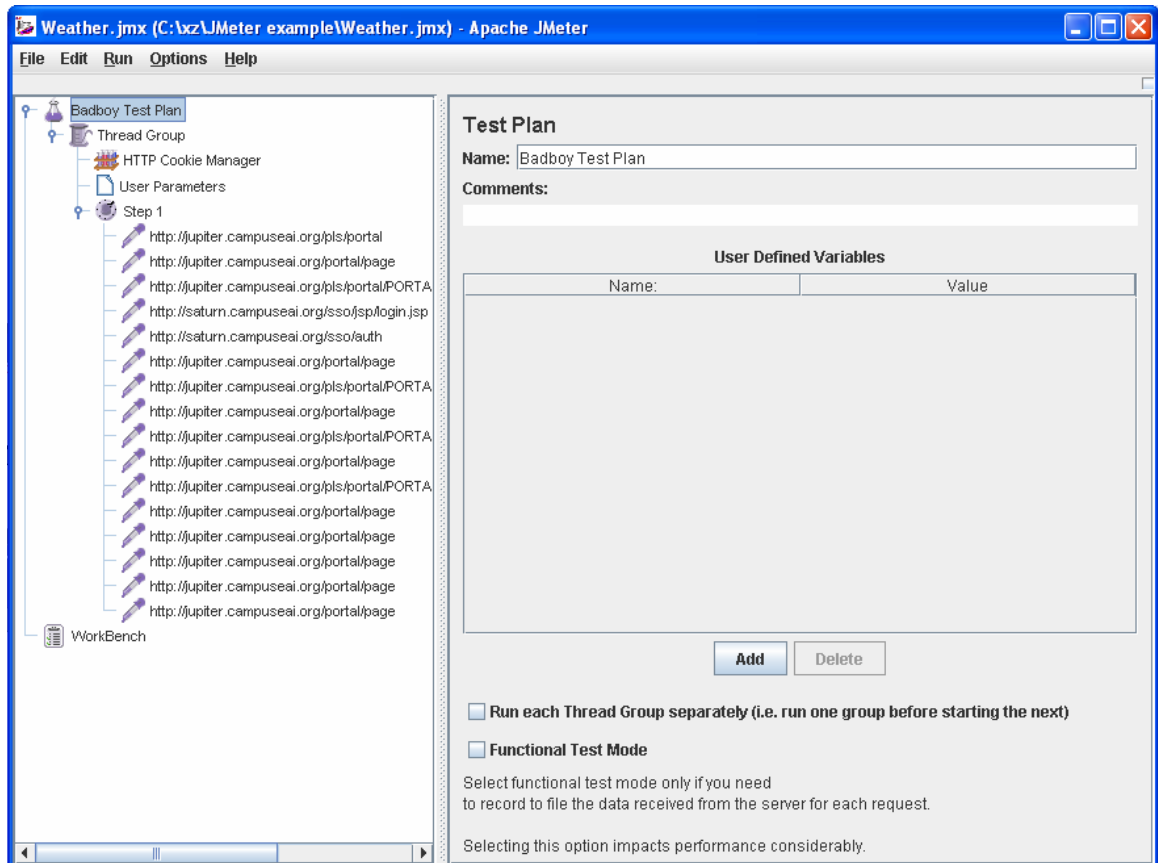 Weather.jmx (C:\xz\JMeter example\Weather.jmx) - Apache JMeter
File Edit Run Options Help
Badboy Test Plan
Thread Group
HTTP Cookie Manager
User Parameters
Step 1
http://jupiter.campuseai.org/pls/portal
http://jupiter.campuseai.org/portal/page
http://jupiter.campuseai.org/pls/portal/PORTA
http://saturn.campuseai.org/sso/jsp/login.jsp
http://saturn.campuseai.org/sso/auth
http://jupiter.campuseai.org/portal/page
http://jupiter.campuseai.org/pls/portal/PORTA
http://jupiter.campuseai.org/portal/page
http://jupiter.campuseai.org/pls/portal/PORTA
http://jupiter.campuseai.org/portal/page
http://jupiter.campuseai.org/pls/portal/PORTA
http://jupiter.campuseai.org/portal/page
http://jupiter.campuseai.org/portal/page
http://jupiter.campuseai.org/portal/page
http://jupiter.campuseai.org/portal/page
http://jupiter.campuseai.org/portal/page
WorkBench
Test Plan
Name: Badboy Test Plan
Comments:
User Defined Variables
Name: Value
Add Delete
Run each Thread Group separately (i.e. run one group before starting the next)
Functional Test Mode
Select functional test mode only if you need
to record to file the data received from the server for each request.
Selecting this option impacts performance considerably.